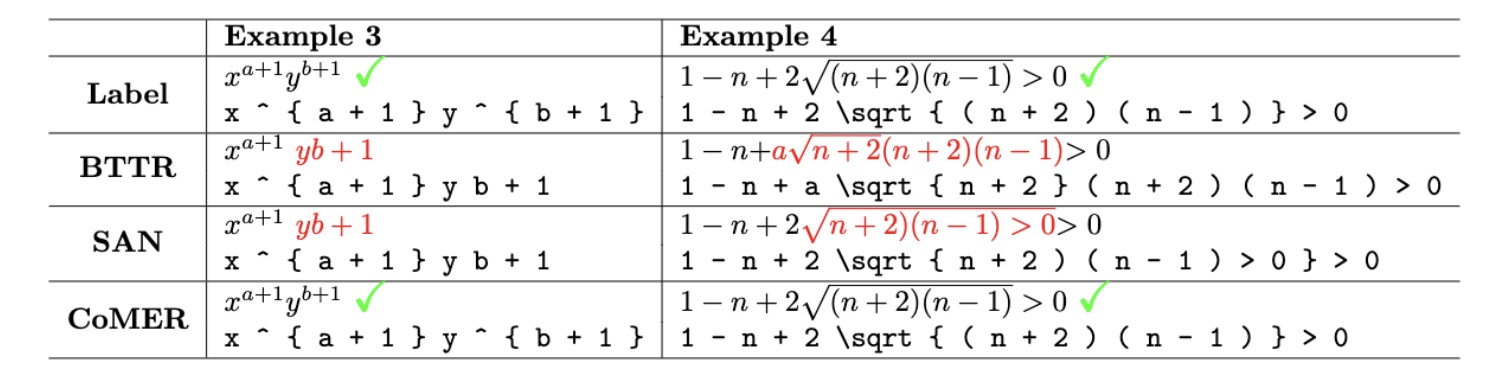 Example 3 Example 4
Label
$x^{a+1}y^{b+1}$ ✓ $1-n+2\sqrt{(n+2)(n-1)}>0$ ✓
x ^ { a + 1 } y ^ { b + 1 } 1 - n + 2 \sqrt { ( n + 2 ) ( n - 1 ) } > 0
BTTR
$x^{a+1}$ $yb+1$ $1-n+a\sqrt{n+2}(n+2)(n-1)>0$
x ^ { a + 1 } y b + 1 1 - n + a \sqrt { n + 2 } ( n + 2 ) ( n - 1 ) > 0
SAN
$x^{a+1}$ $yb+1$ $1-n+2\sqrt{n+2)(n-1)>0}>0$
x ^ { a + 1 } y b + 1 1 - n + 2 \sqrt { n + 2 ) ( n - 1 ) > 0 } > 0
CoMER
$x^{a+1}y^{b+1}$ ✓ $1-n+2\sqrt{(n+2)(n-1)}>0$ ✓
x ^ { a + 1 } y ^ { b + 1 } 1 - n + 2 \sqrt { ( n + 2 ) ( n - 1 ) } > 0